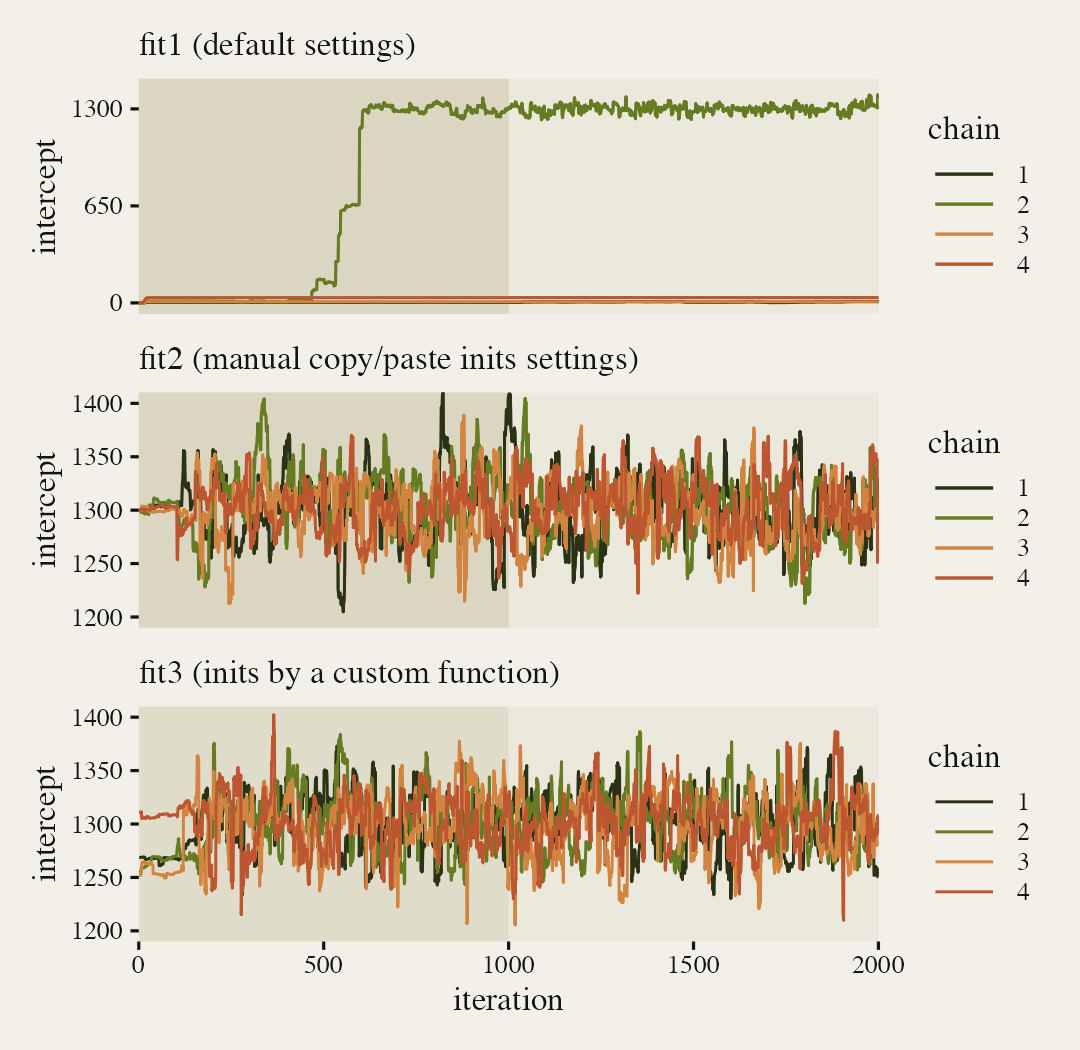 fit1 (default settings)
intercept
1300
650
0
chain
1
2
3
4
fit2 (manual copy/paste inits settings)
intercept
1400
1350
1300
1250
1200
chain
1
2
3
4
fit3 (inits by a custom function)
intercept
1400
1350
1300
1250
1200
chain
1
2
3
4
0 500 1000 1500 2000
iteration